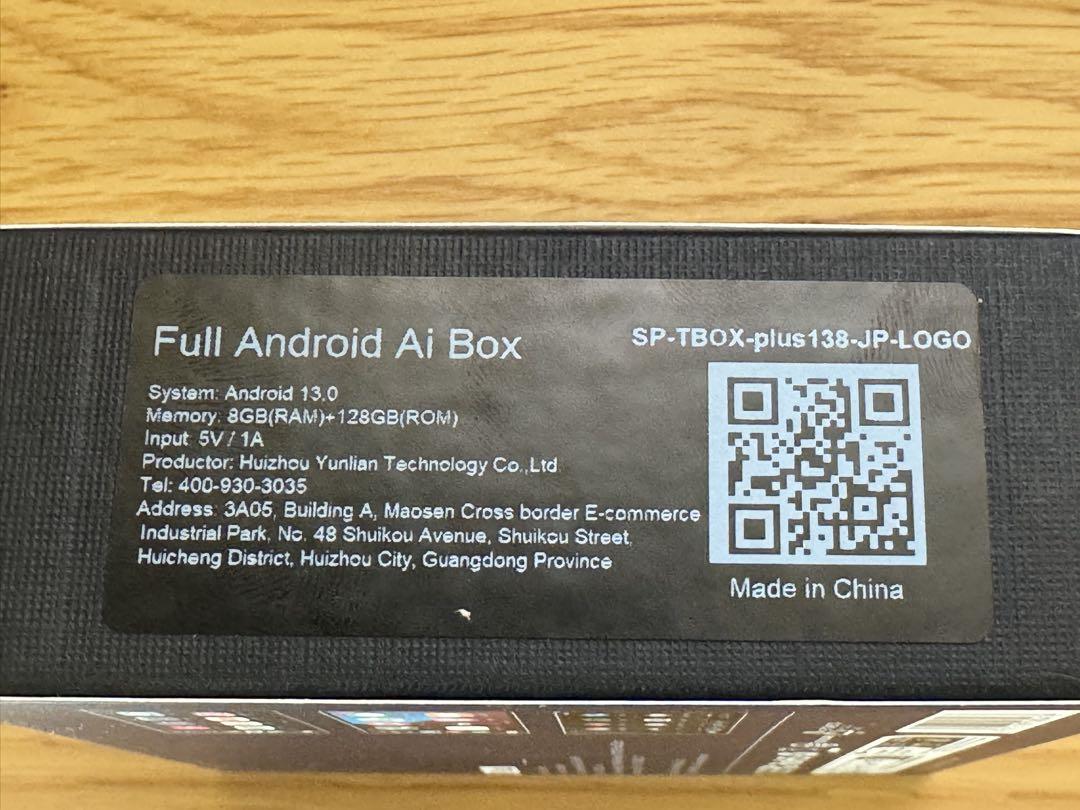 Full Android Ai Box
SP-TBOX-plus138-JP-LOGO
System: Android 13.0
Memory: 8GB(RAM)+128GB(ROM)
Input: 5V / 1A
Productor: Huizhou Yunlian Technology Co.,Ltd
Tel: 400-930-3035
Address: 3A05, Building A, Maosen Cross border E-commerce
Industrial Park, No. 48 Shuikou Avenue, Shuikou Street,
Huicheng District, Huizhou City, Guangdong Province
Made in China